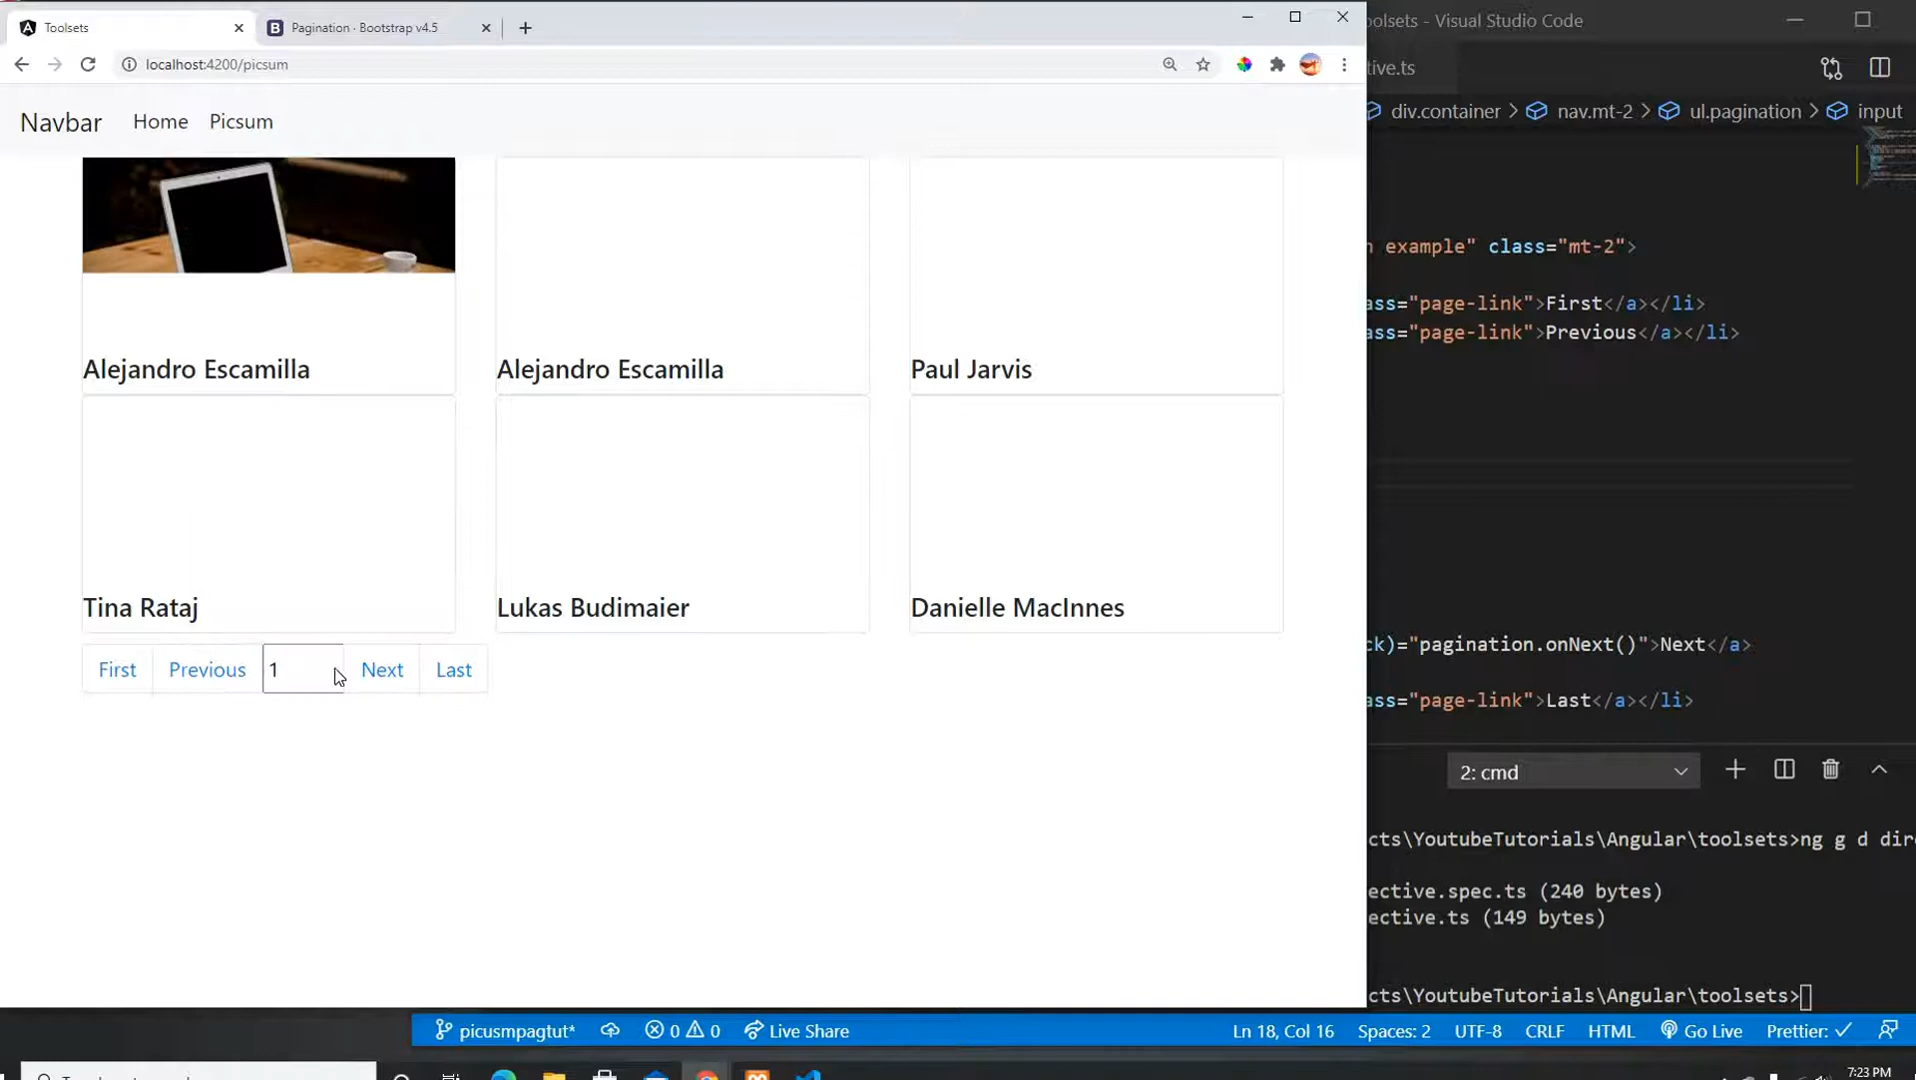 Toolsets
Pagination · Bootstrap v4.5
oolsets - Visual Studio Code
localhost:4200/picsum
tive.ts
Navbar
Home
Picsum
div.container > nav.mt-2 > ul.pagination > input
n example" class="mt-2">
ass="page-link">First</a></li>
ass="page-link">Previous</a></li>
Alejandro Escamilla
Alejandro Escamilla
Paul Jarvis
Tina Rataj
Lukas Budimaier
Danielle MacInnes
ck)="pagination.onNext()">Next</a>
First
Previous
1
Next
Last
ass="page-link">Last</a></li>
2: cmd
cts\YoutubeTutorials\Angular\toolsets>ng g d dir
ective.spec.ts (240 bytes)
ective.ts (149 bytes)
cts\YoutubeTutorials\Angular\toolsets>
picusmpagtut*
0
0
Live Share
Ln 18, Col 16
Spaces: 2
UTF-8
CRLF
HTML
Go Live
Prettier: ✓
7:23 PM